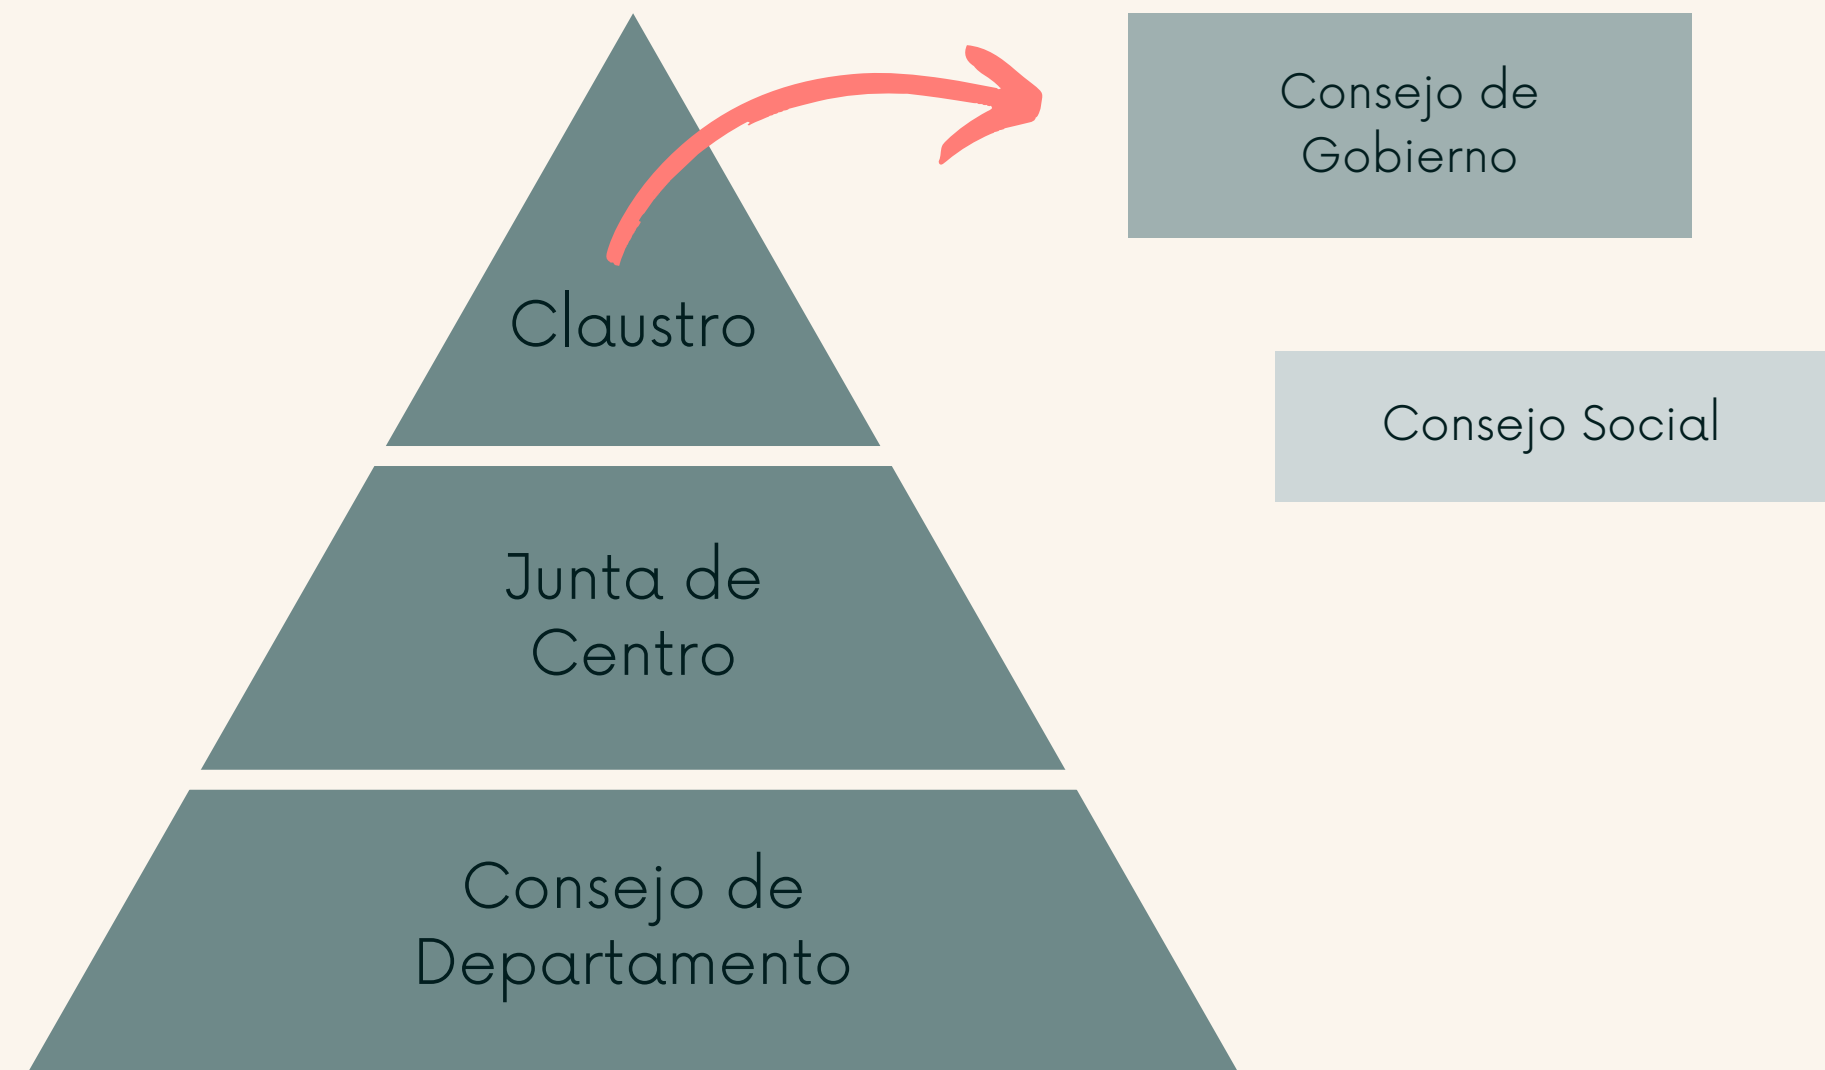 Consejo de
Gobierno
Claustro
Consejo Social
Junta de
Centro
Consejo de
Departamento